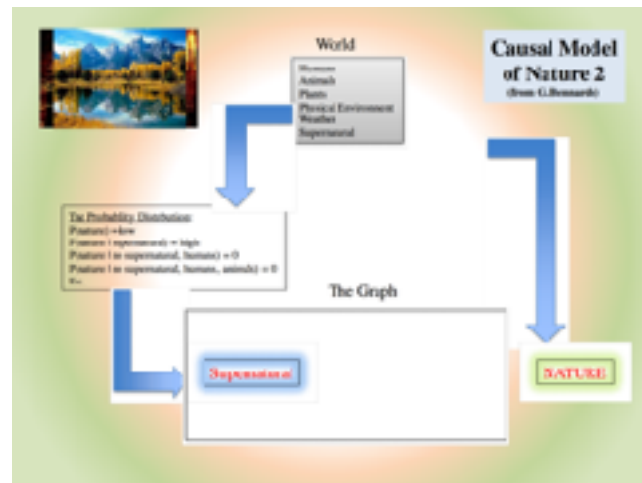 World
Causal Model
of Nature 2
(from G.Bennardo)
Humans
Animals
Plants
Physical Environment
Weather
Supernatural
The Probability Distribution:
P(nature) = low
P(nature | supernatural) = high
P(nature | no supernatural, humans) = 0
P(nature | no supernatural, humans, animals) = 0
The Graph
Supernatural
NATURE